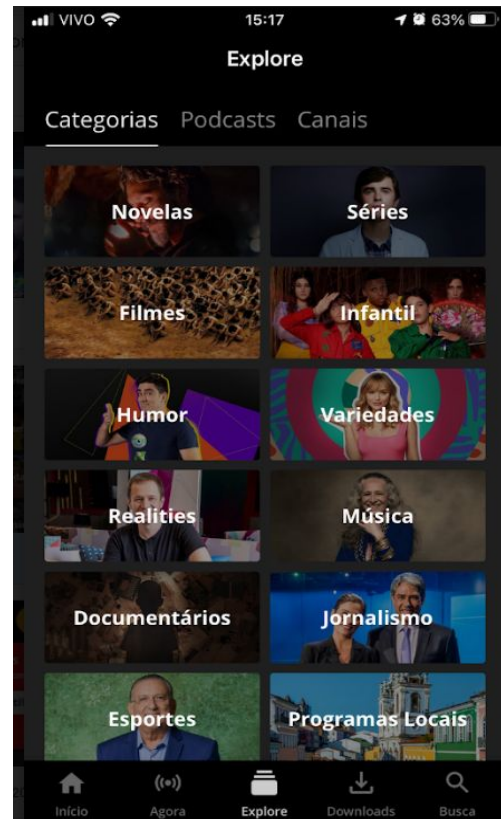 VIVO 15:17 63%
Explore
Categorias Podcasts Canais
Novelas Séries
Filmes Infantil
Humor Variedades
Realities Música
Documentários Jornalismo
Esportes Programas Locais
Início Agora Explore Downloads Busca